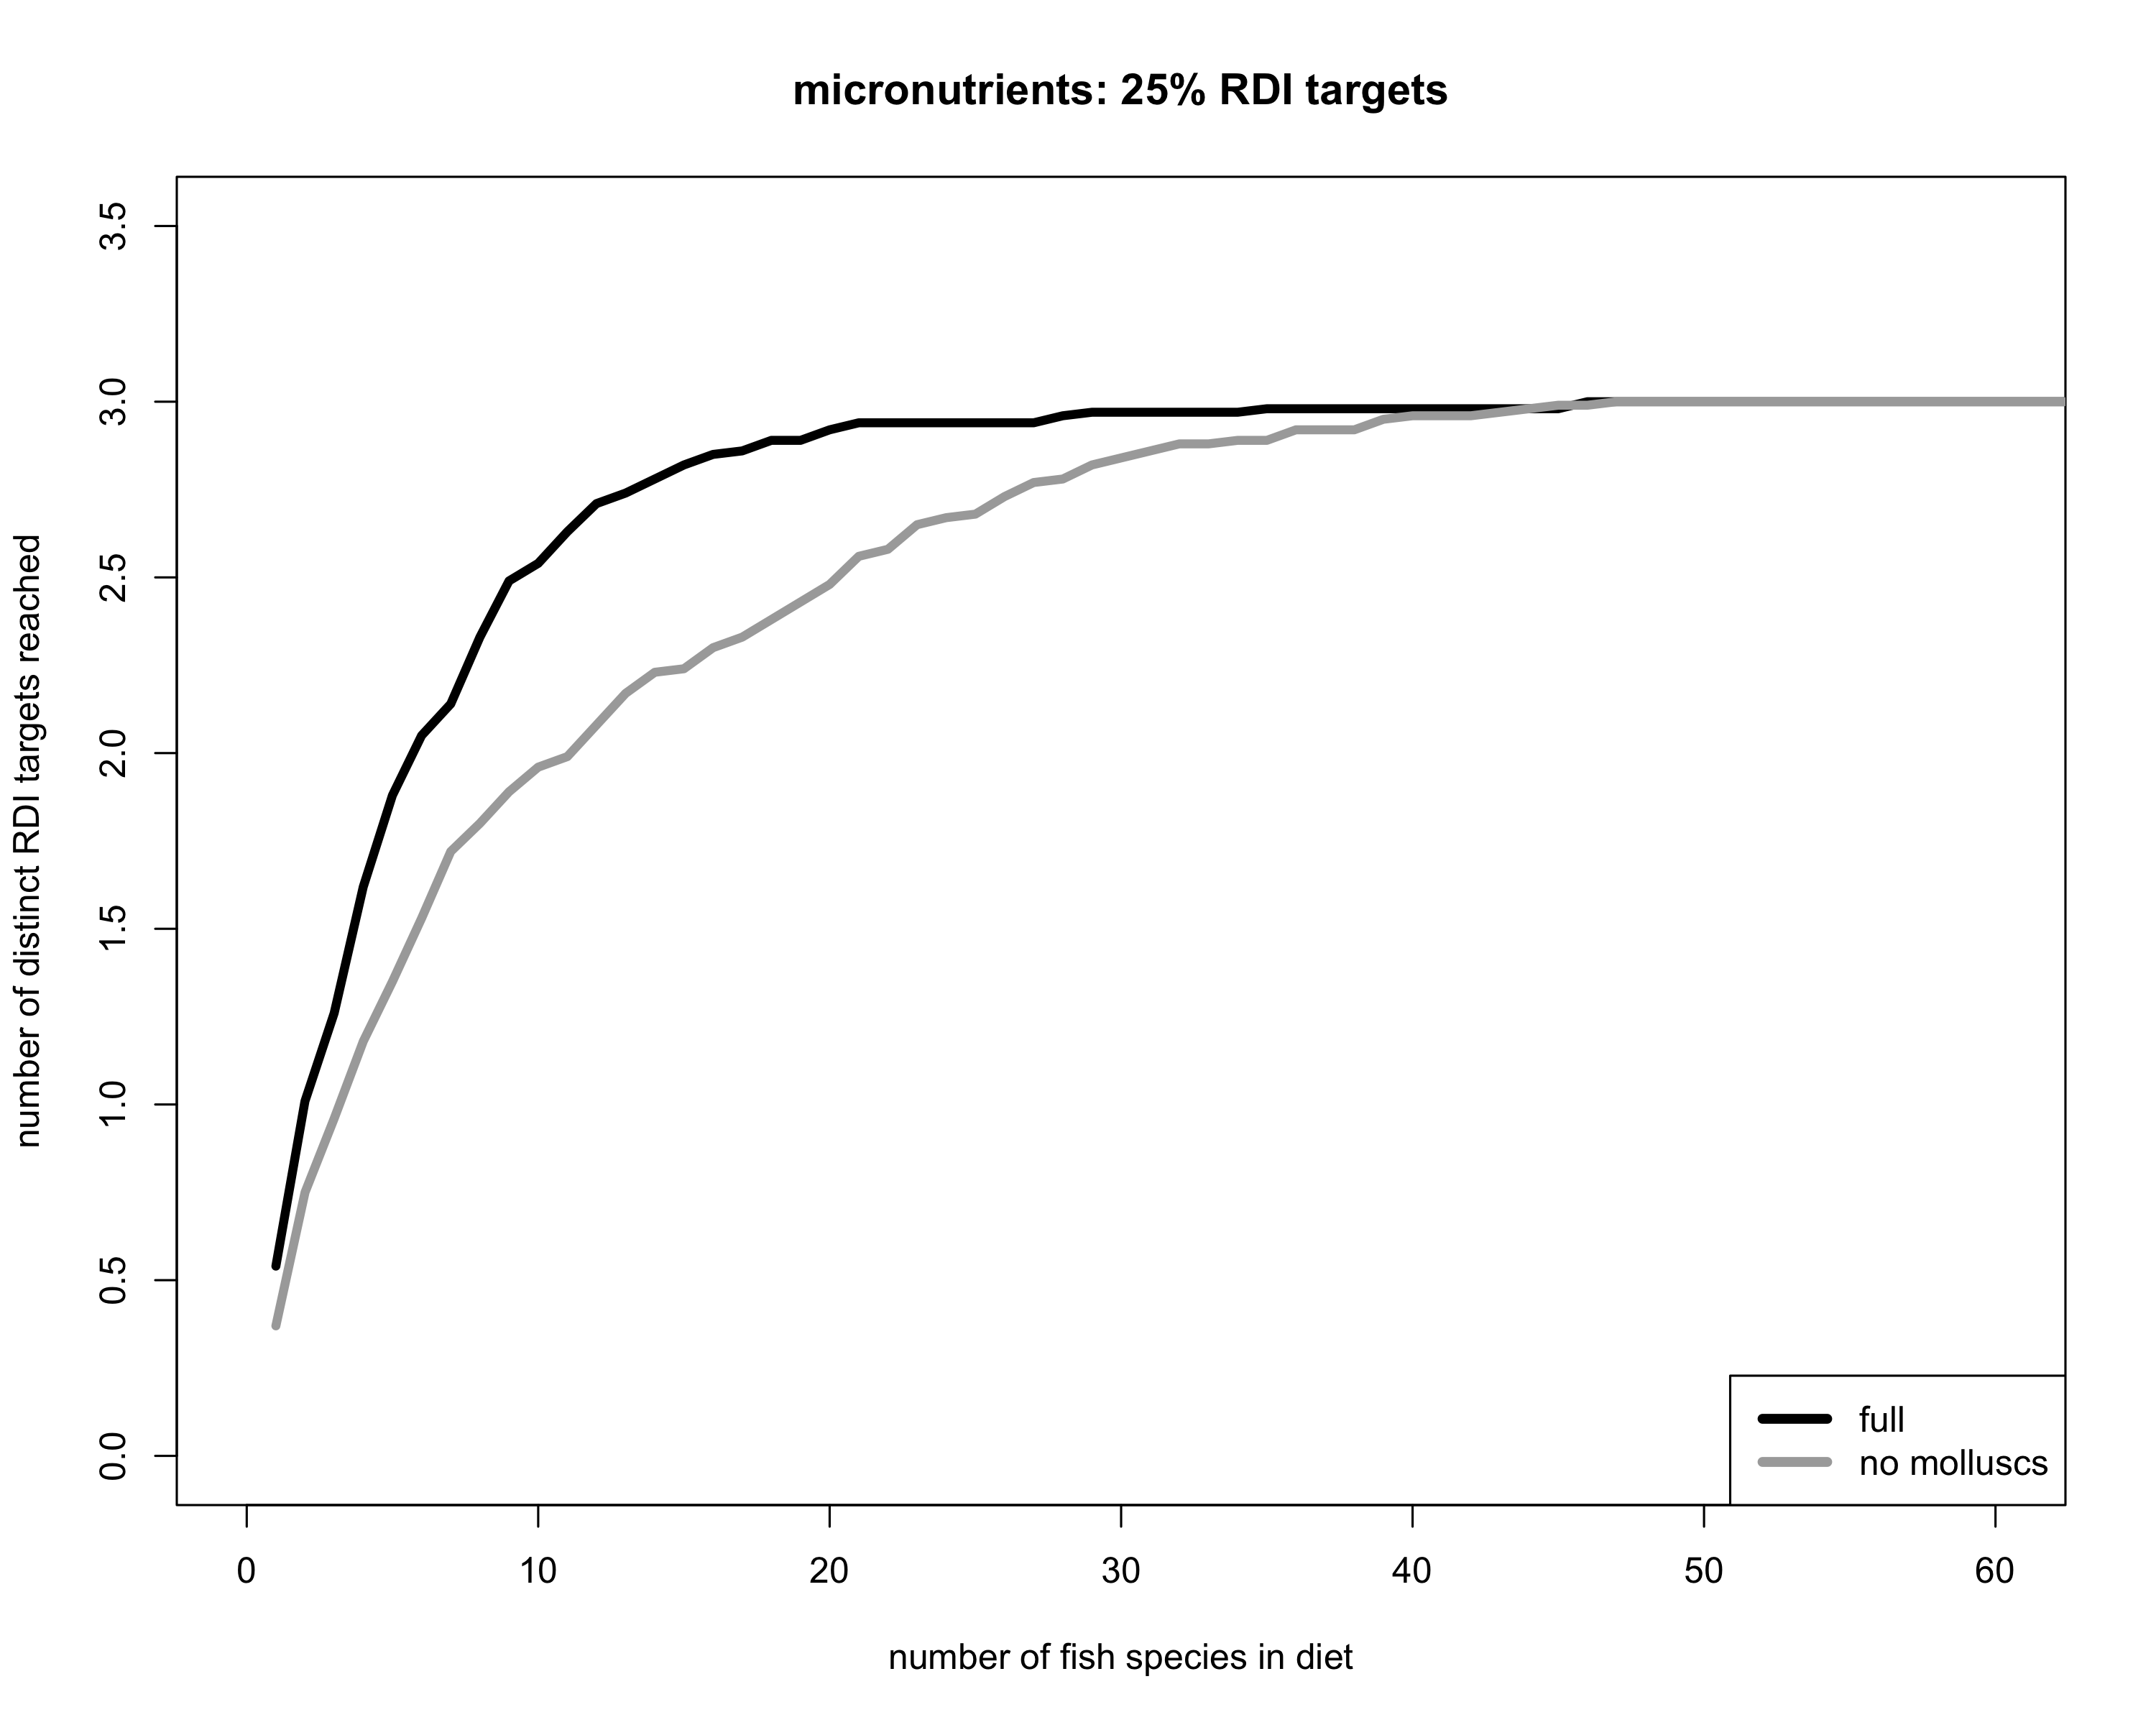 micronutrients: 25% RDI targets
number of distinct RDI targets reached
3.5
3.0
2.5
2.0
1.5
1.0
0.5
0.0
full
no molluscs
0 10 20 30 40 50 60
number of fish species in diet